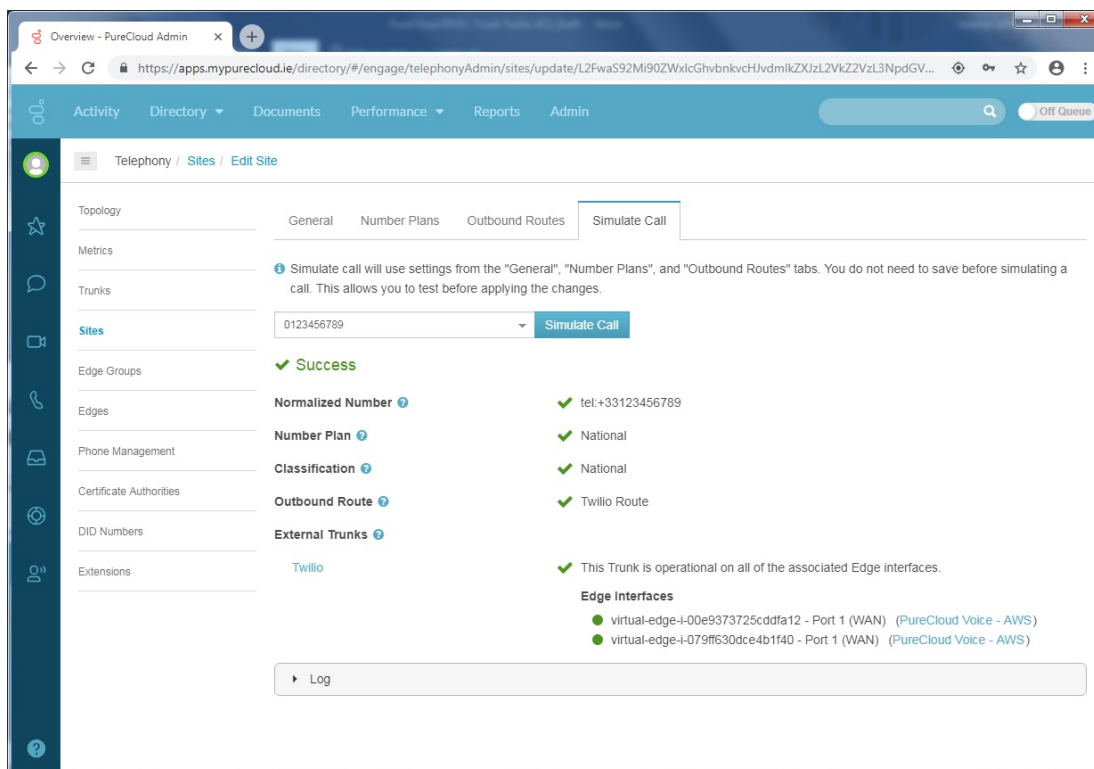 Overview - PureCloud Admin
https://apps.mypurecloud.ie/directory/#/engage/telephonyAdmin/sites/update/L2FwaS92Mi90ZWxlcGhvbnkvcHJvdmlkZXJzL2VkZ2VzL3NpdGV...
Activity Directory Documents Performance Reports Admin Off Queue
Telephony / Sites / Edit Site
Topology
Metrics
Trunks
Sites
Edge Groups
Edges
Phone Management
Certificate Authorities
DID Numbers
Extensions
General Number Plans Outbound Routes Simulate Call
Simulate call will use settings from the "General", "Number Plans", and "Outbound Routes" tabs. You do not need to save before simulating a
call. This allows you to test before applying the changes.
0123456789 Simulate Call
Success
Normalized Number tel:+33123456789
Number Plan National
Classification National
Outbound Route Twilio Route
External Trunks
Twilio This Trunk is operational on all of the associated Edge interfaces.
Edge Interfaces
virtual-edge-i-00e9373725cddfa12 - Port 1 (WAN) (PureCloud Voice - AWS)
virtual-edge-i-079ff630dce4b1f40 - Port 1 (WAN) (PureCloud Voice - AWS)
Log